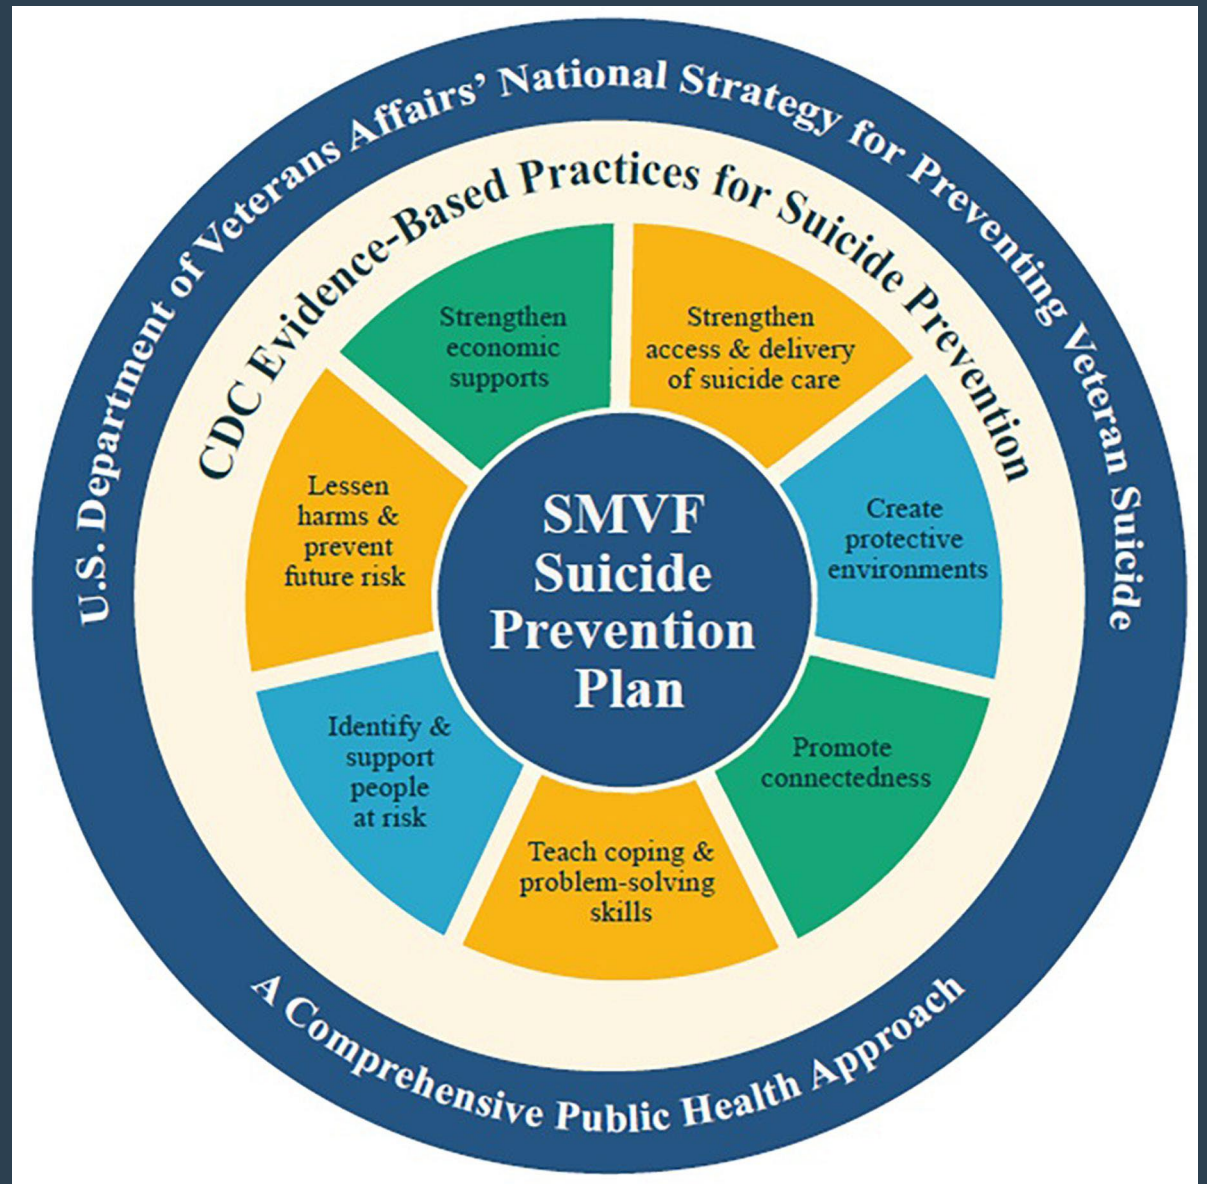 U.S. Department of Veterans Affairs’ National Strategy for Preventing Veteran Suicide
CDC Evidence-Based Practices for Suicide Prevention
Strengthen
economic
supports
Strengthen
access & delivery
of suicide care
Create
protective
environments
Promote
connectedness
Teach coping &
problem-solving
skills
Identify &
support
people
at risk
Lessen
harms &
prevent
future risk
SMVF
Suicide
Prevention
Plan
A Comprehensive Public Health Approach